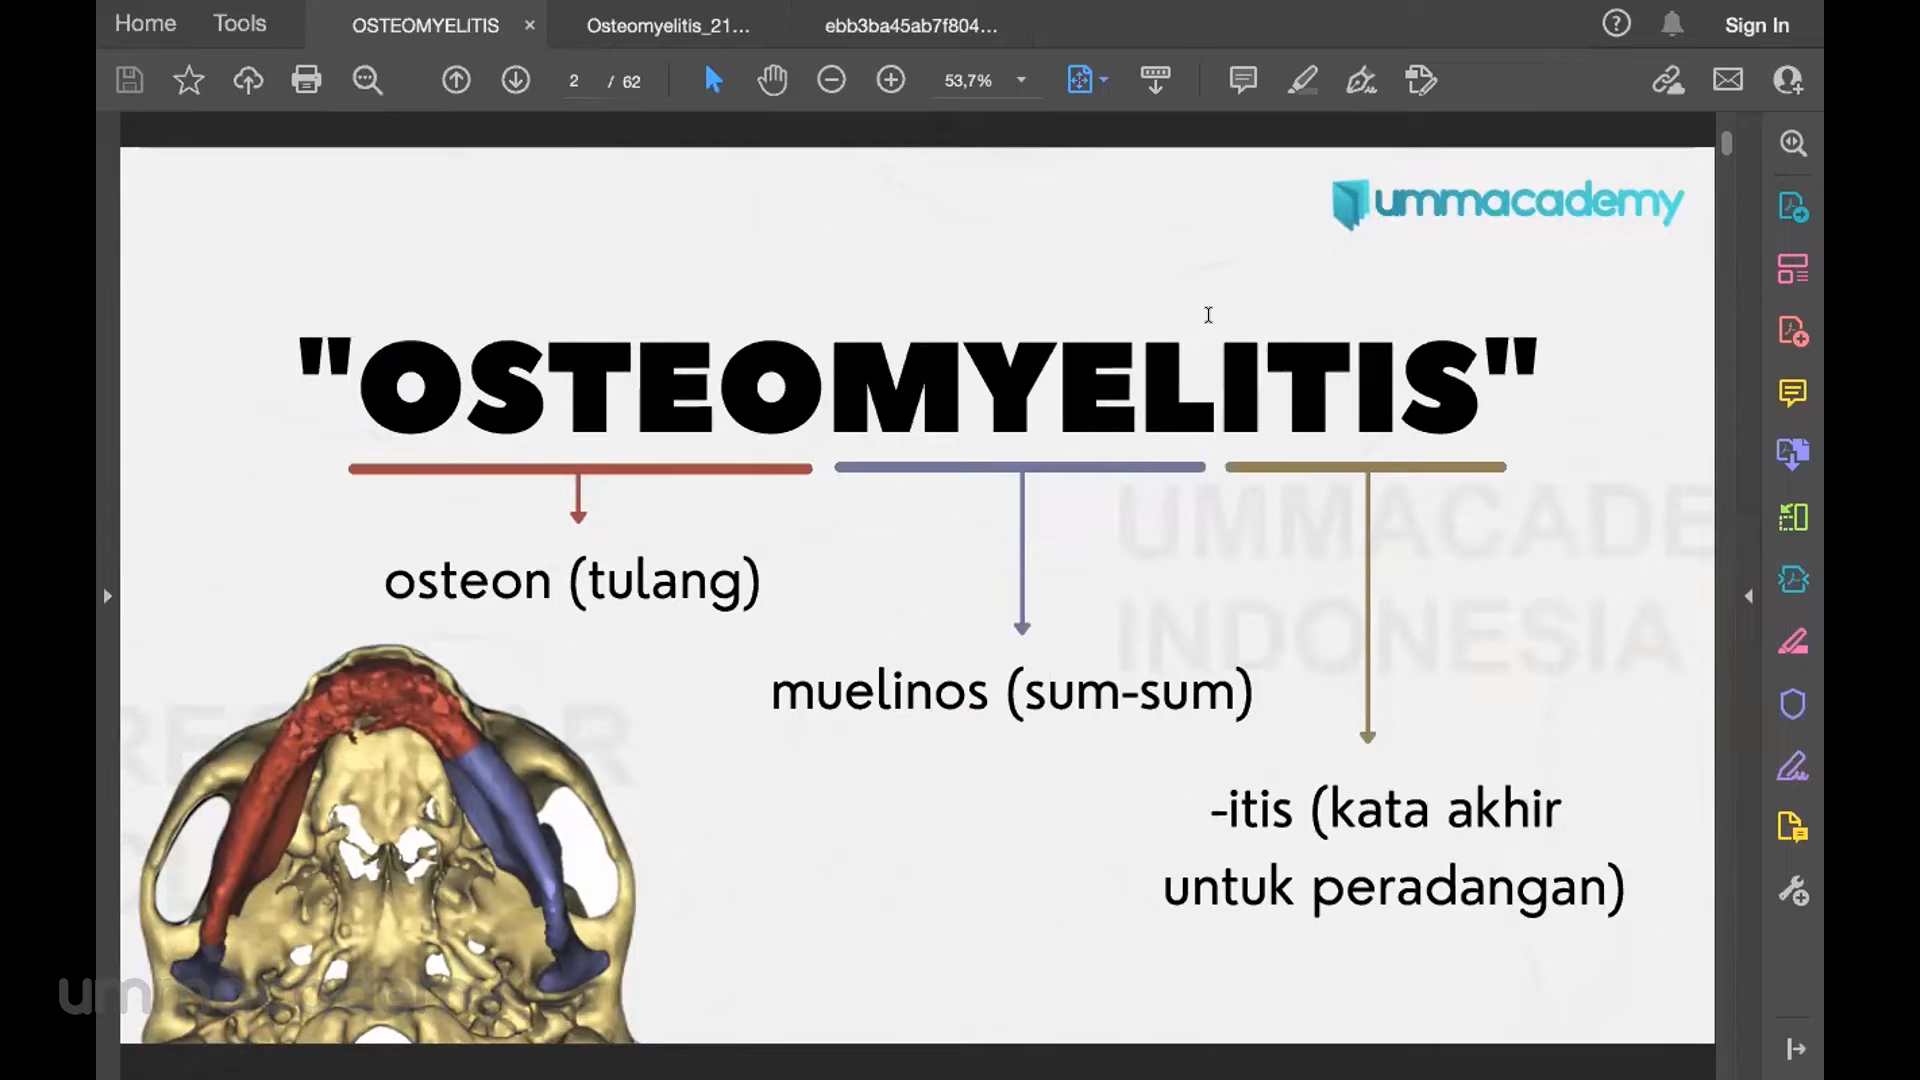 Home Tools OSTEOMYELITIS × Osteomyelitis_21... ebb3ba45ab7f804... Sign In
2 / 62 53,7%
ummacademy
"OSTEOMYELITIS"
UMMACADE
osteon (tulang)
INDONESIA
muelinos (sum-sum)
-itis (kata akhir
untuk peradangan)